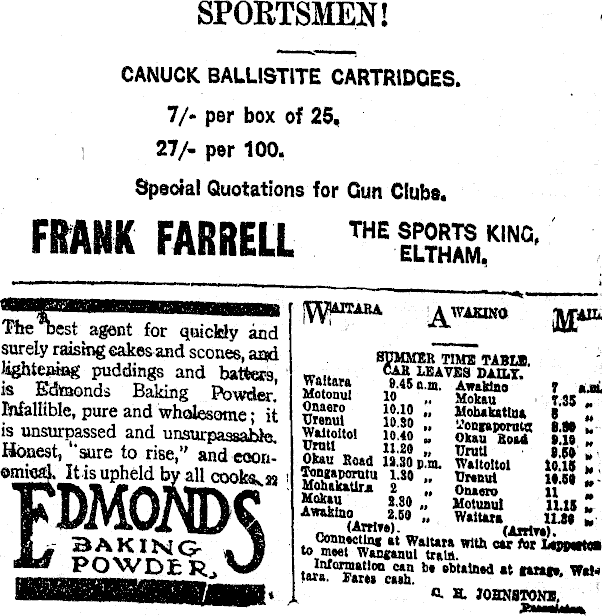 SPORTSMEN!
CANUCK BALLISTITE CARTRIDGES.
7/- per box of 25.
27/- per 100.
Special Quotations for Gun Clubs.
FRANK FARRELL
THE SPORTS KING,
ELTHAM.
The best agent for quickly and
surely raising cakes and scones, and
lightening puddings and batters,
is Edmonds Baking Powder.
Infallible, pure and wholesome; it
is unsurpassed and unsurpassable.
Honest, "sure to rise," and econ-
omical. It is upheld by all cooks. 22
EDMONDS
BAKING
POWDER,
WAITARA AWAKINO MAIL
SUMMER TIME TABLE.
CAR LEAVES DAILY.
Waitara 9.45 a.m. Awakino 7 a.m.
Motonui 10 „ Mokau 7.35 „
Onaero 10.10 „ Mohakatina 8 „
Urenui 10.30 „ Tongaporutu 8.30 „
Waitoitoi 10.40 „ Okau Road 9.10 „
Uruti 11.20 „ Uruti 9.50 „
Okau Road 12.30 p.m. Waitoitoi 10.15 „
Tongaporutu 1.30 „ Urenui 10.50 „
Mohakatira 2 „ Onaero 11 „
Mokau 2.30 „ Motunui 11.15 „
Awakino 2.50 „ Waitara 11.30 „
(Arrive). (Arrive).
Connecting at Waitara with car for Lepperton
to meet Wanganui train.
Information can be obtained at garage, Wai-
tara. Fares cash.
G. H. JOHNSTONE,